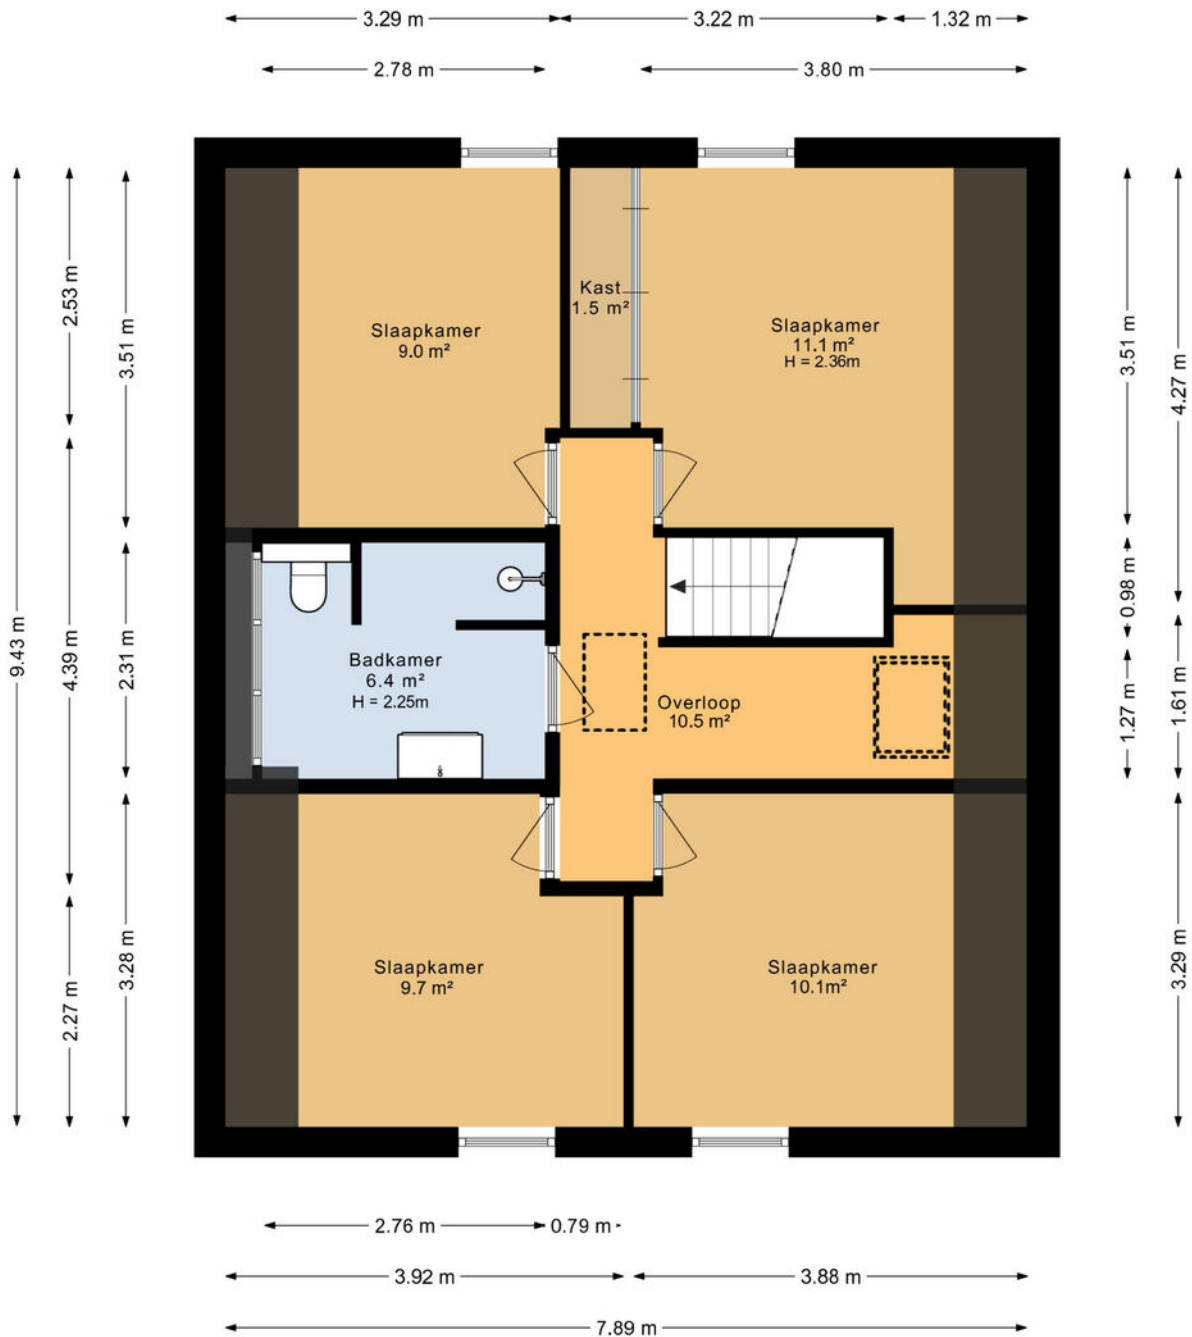 3.29 m
3.22 m
1.32 m
2.78 m
3.80 m
9.43 m
2.53 m
4.39 m
2.27 m
3.51 m
2.31 m
3.28 m
Slaapkamer
9.0 m²
Kast
1.5 m²
Slaapkamer
11.1 m²
H = 2.36m
Badkamer
6.4 m²
H = 2.25m
Overloop
10.5 m²
Slaapkamer
9.7 m²
Slaapkamer
10.1m²
3.51 m
0.98 m
1.27 m
4.27 m
1.61 m
3.29 m
2.76 m
0.79 m
3.92 m
3.88 m
7.89 m